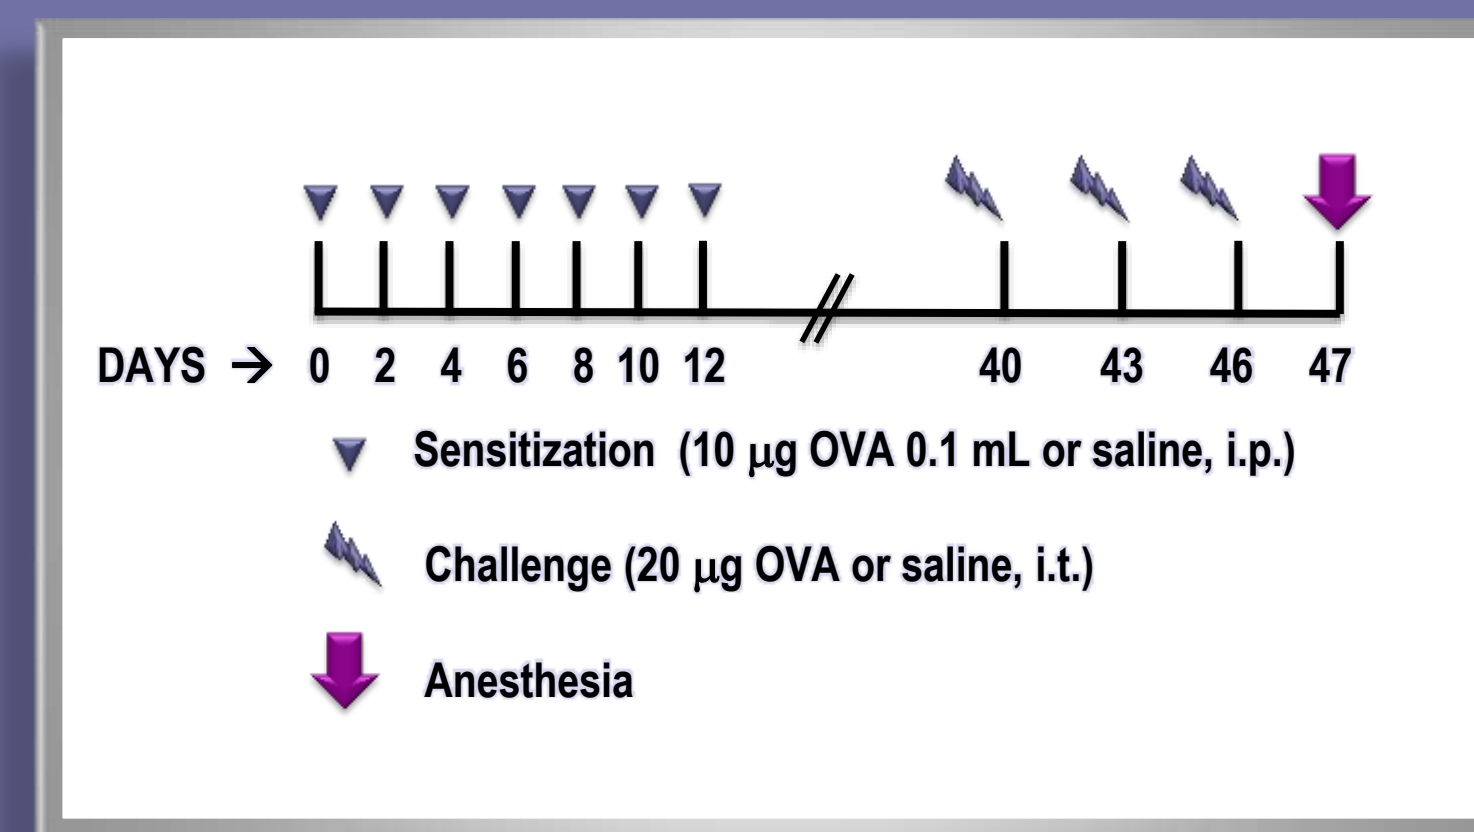 DAYS → 0 2 4 6 8 10 12 40 43 46 47
Sensitization (10 μg OVA 0.1 mL or saline, i.p.)
Challenge (20 μg OVA or saline, i.t.)
Anesthesia